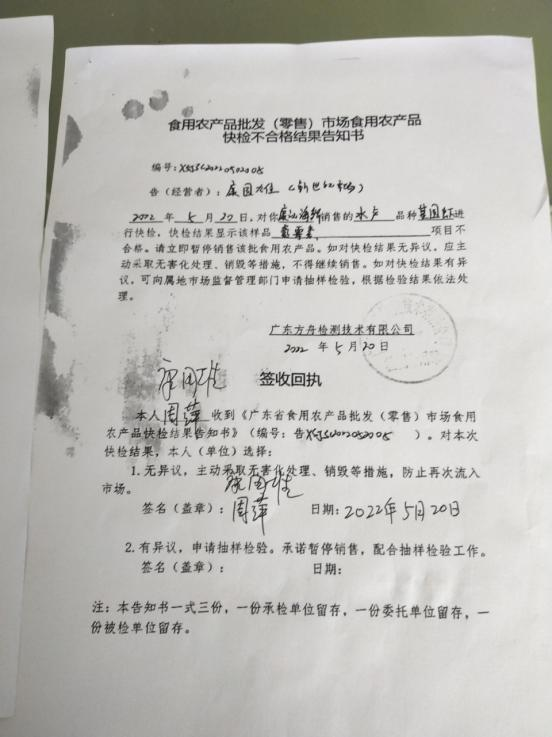 食用农产品批发（零售）市场食用农产品
快检不合格结果告知书
编号：XSJSC20220502005
告（经营者）：
2022 年 5 月 20 日，对你 销售的 水产 品种 进
行快检，快检结果显示该样品 项目不
合格。请立即暂停销售该批食用农产品。如对快检结果无异议，应主
动采取无害化处理、销毁等措施，不得继续销售。如对快检结果有异
议，可向属地市场监督管理部门申请抽样检验，根据检验结果依法处
理。
广东方舟检测技术有限公司
2022 年 5 月 20 日
签收回执
本人 周萍 收到《广东省食用农产品批发（零售）市场食用
农产品快检结果告知书》（编号：告 ）。对本次
快检结果，本人（单位）选择：
1. 无异议，主动采取无害化处理、销毁等措施，防止再次流入
市场。
签名（盖章）：周萍 日期：2022年5月20日
2. 有异议，申请抽样检验。承诺暂停销售，配合抽样检验工作。
签名（盖章）： 日期：
注：本告知书一式三份，一份承检单位留存，一份委托单位留存，一
份被检单位留存。